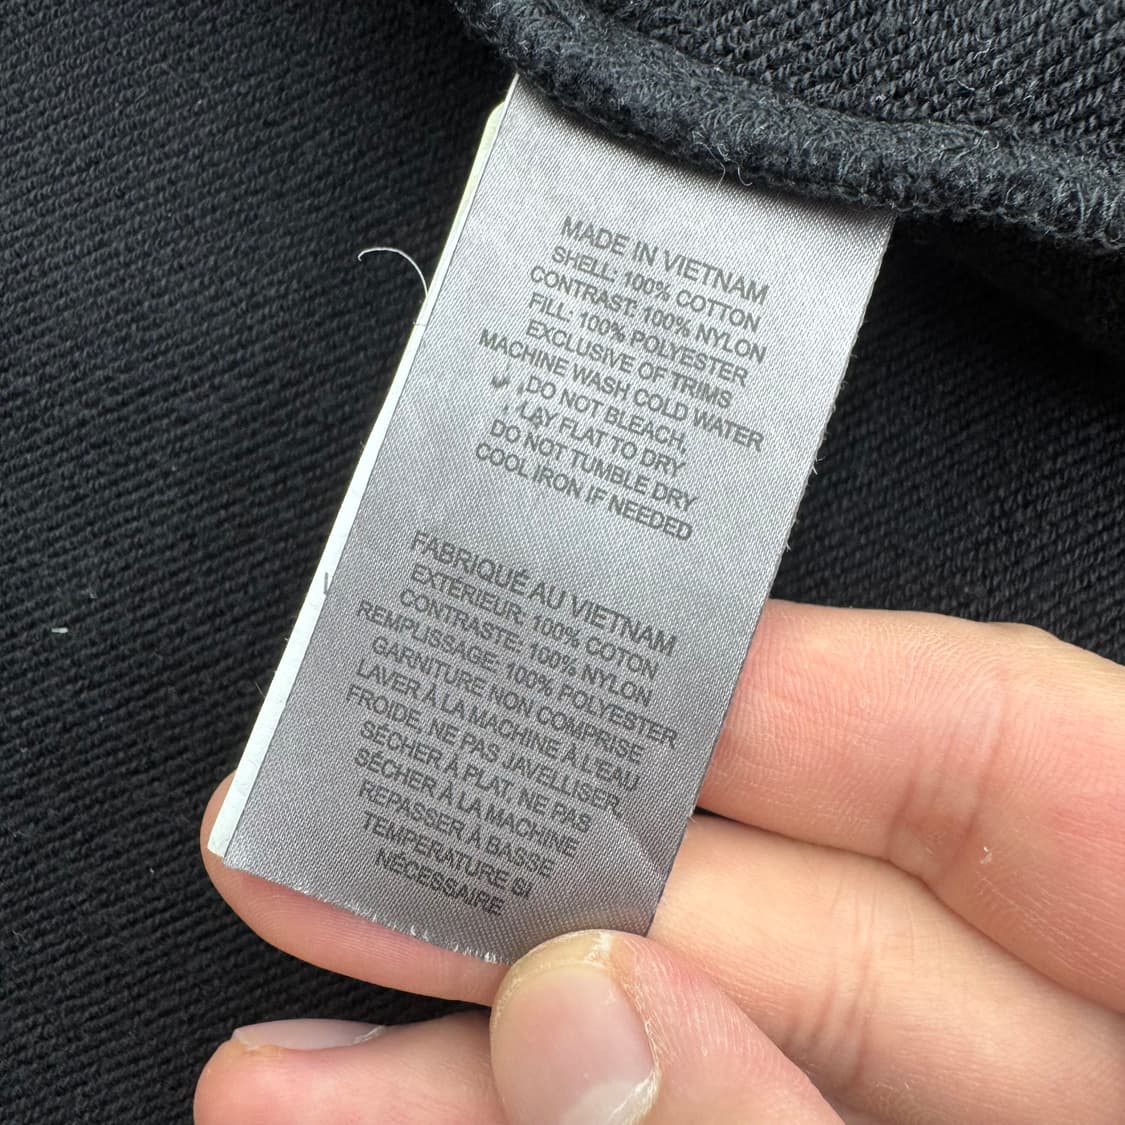 MADE IN VIETNAM
SHELL: 100% COTTON
CONTRAST: 100% NYLON
FILL: 100% POLYESTER
EXCLUSIVE OF TRIMS
MACHINE WASH COLD WATER
DO NOT BLEACH,
LAY FLAT TO DRY
DO NOT TUMBLE DRY
COOL IRON IF NEEDED
FABRIQUÉ AU VIETNAM
EXTERIEUR: 100% COTON
CONTRASTE: 100% NYLON
REMPLISSAGE: 100% POLYESTER
GARNITURE NON COMPRISE
LAVER À LA MACHINE À L'EAU
FROIDE, NE PAS JAVELLISER
SÉCHER À PLAT, NE PAS
SÉCHER À LA MACHINE
REPASSER À BASSE
TEMPERATURE SI
NÉCESSAIRE